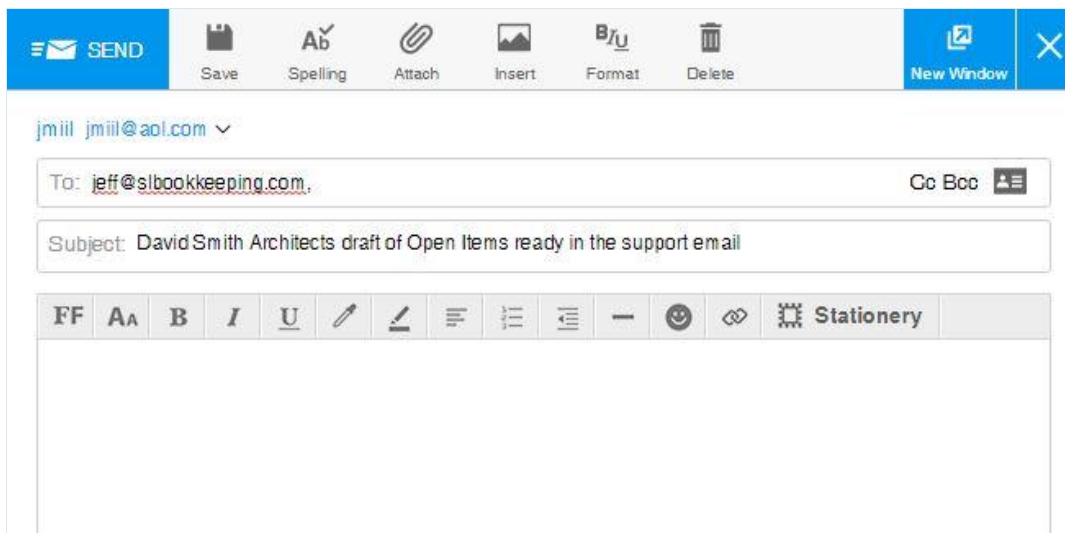 SEND
Save Spelling Attach Insert Format Delete New Window
jmiil jmiil@aol.com
To: jeff@slbookkeeping.com, Cc Bcc
Subject: David Smith Architects draft of Open Items ready in the support email
FF AA B I U Stationery